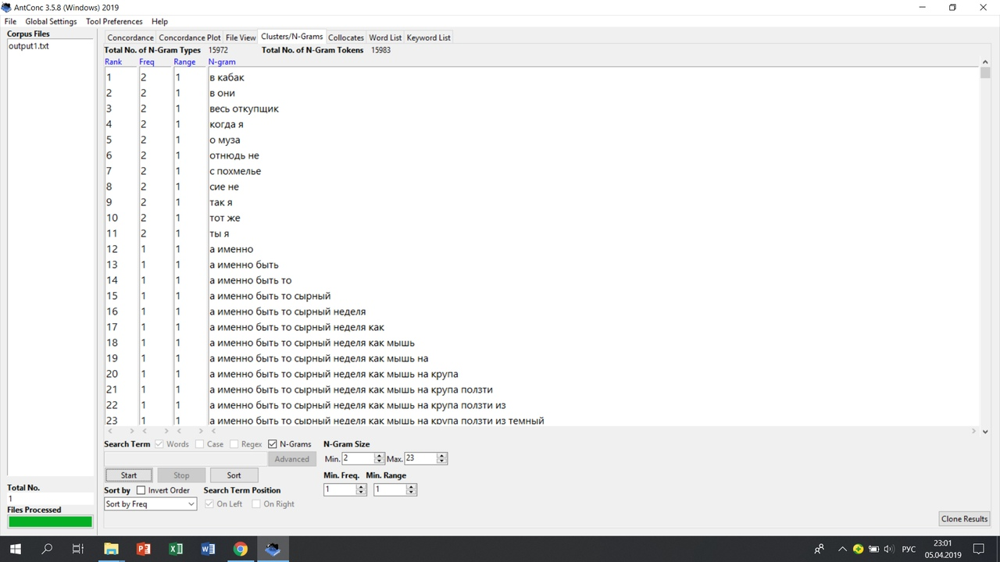 AntConc 3.5.8 (Windows) 2019
File Global Settings Tool Preferences Help
Corpus Files
output1.txt
Concordance Concordance Plot File View Clusters/N-Grams Collocates Word List Keyword List
Total No. of N-Gram Types 15972 Total No. of N-Gram Tokens 15983
Rank Freq Range N-gram
1 2 1 в кабак
2 2 1 в они
3 2 1 весь откупщик
4 2 1 когда я
5 2 1 о муза
6 2 1 отнюдь не
7 2 1 с похмелье
8 2 1 сие не
9 2 1 так я
10 2 1 тот же
11 2 1 ты я
12 1 1 а именно
13 1 1 а именно быть
14 1 1 а именно быть то
15 1 1 а именно быть то сырный
16 1 1 а именно быть то сырный неделя
17 1 1 а именно быть то сырный неделя как
18 1 1 а именно быть то сырный неделя как мышь
19 1 1 а именно быть то сырный неделя как мышь на
20 1 1 а именно быть то сырный неделя как мышь на крупа
21 1 1 а именно быть то сырный неделя как мышь на крупа ползти
22 1 1 а именно быть то сырный неделя как мышь на крупа ползти из
23 1 1 а именно быть то сырный неделя как мышь на крупа ползти из темный
Search Term Words Case Regex N-Grams N-Gram Size
Advanced Min. 2 Max. 23
Start Stop Sort Min. Freq. Min. Range
Total No. Sort by Invert Order Search Term Position 1 1
1 Sort by Freq On Left On Right
Files Processed
Clone Results
РУС 23:01
05.04.2019